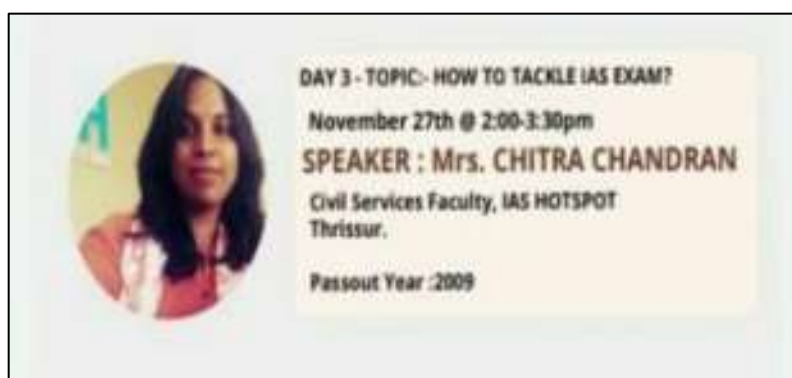 DAY 3 - TOPIC:- HOW TO TACKLE IAS EXAM?
November 27th @ 2:00-3:30pm
SPEAKER : Mrs. CHITRA CHANDRAN
Civil Services Faculty, IAS HOTSPOT
Thrissur.
Passout Year :2009